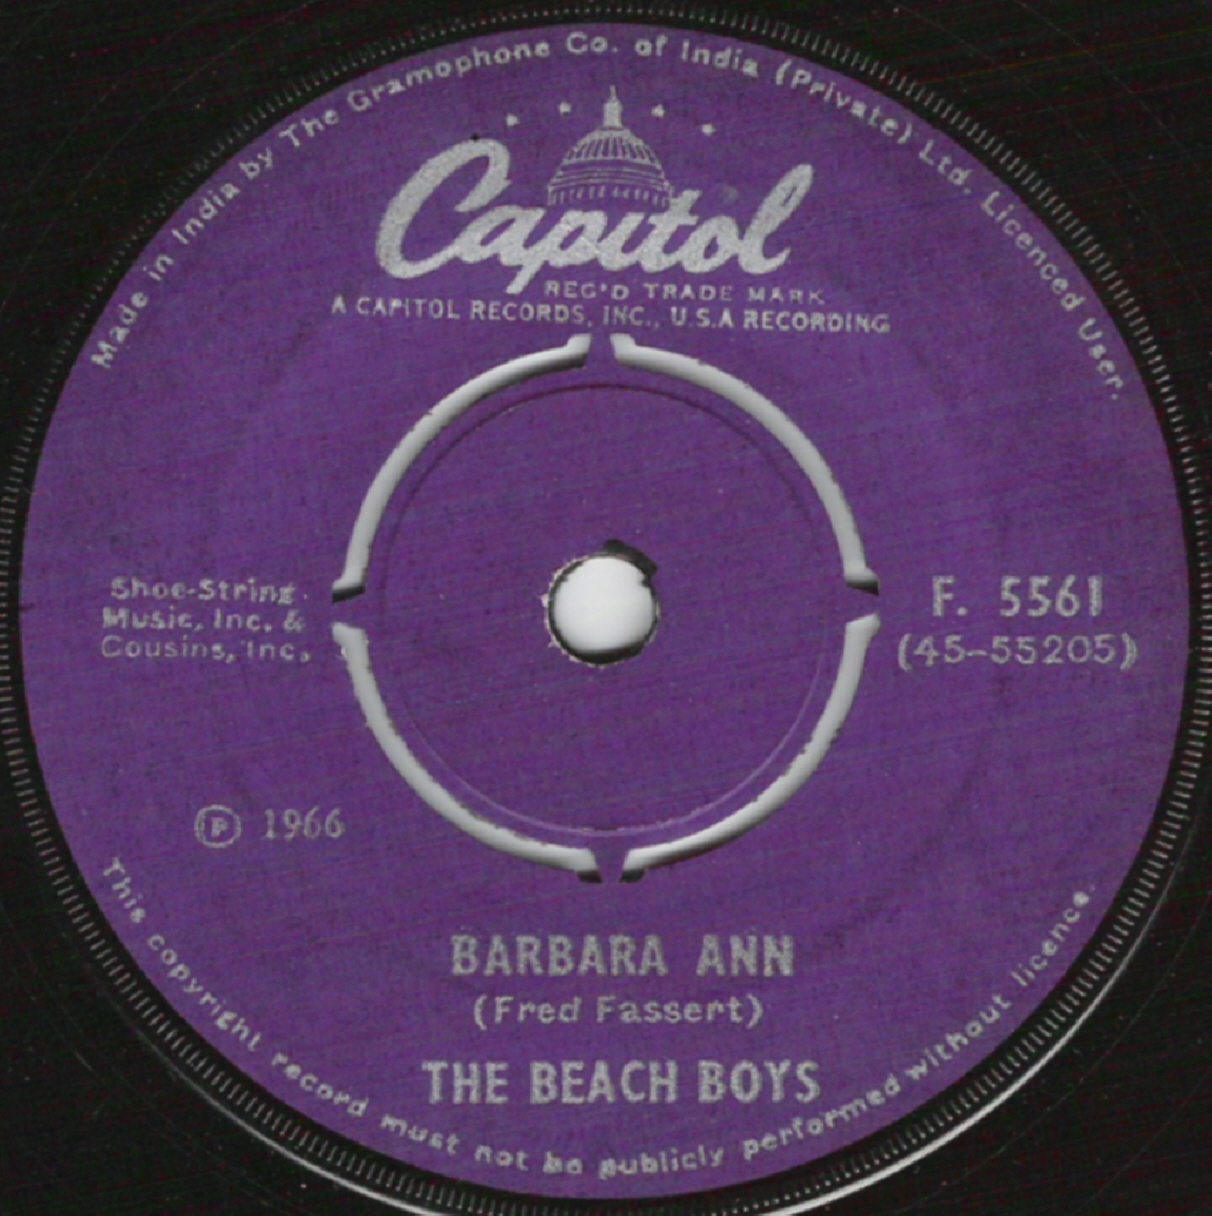 Made in India by The Gramophone Co. of India (Private) Ltd. Licenced User.
Capitol
REG'D TRADE MARK
A CAPITOL RECORDS, INC., U.S.A RECORDING
Shoe-String
Music, Inc. &
Cousins, Inc.
F. 5561
(45-55205)
Ⓟ 1966
BARBARA ANN
(Fred Fassert)
THE BEACH BOYS
This copyright record must not be publicly performed without licence.